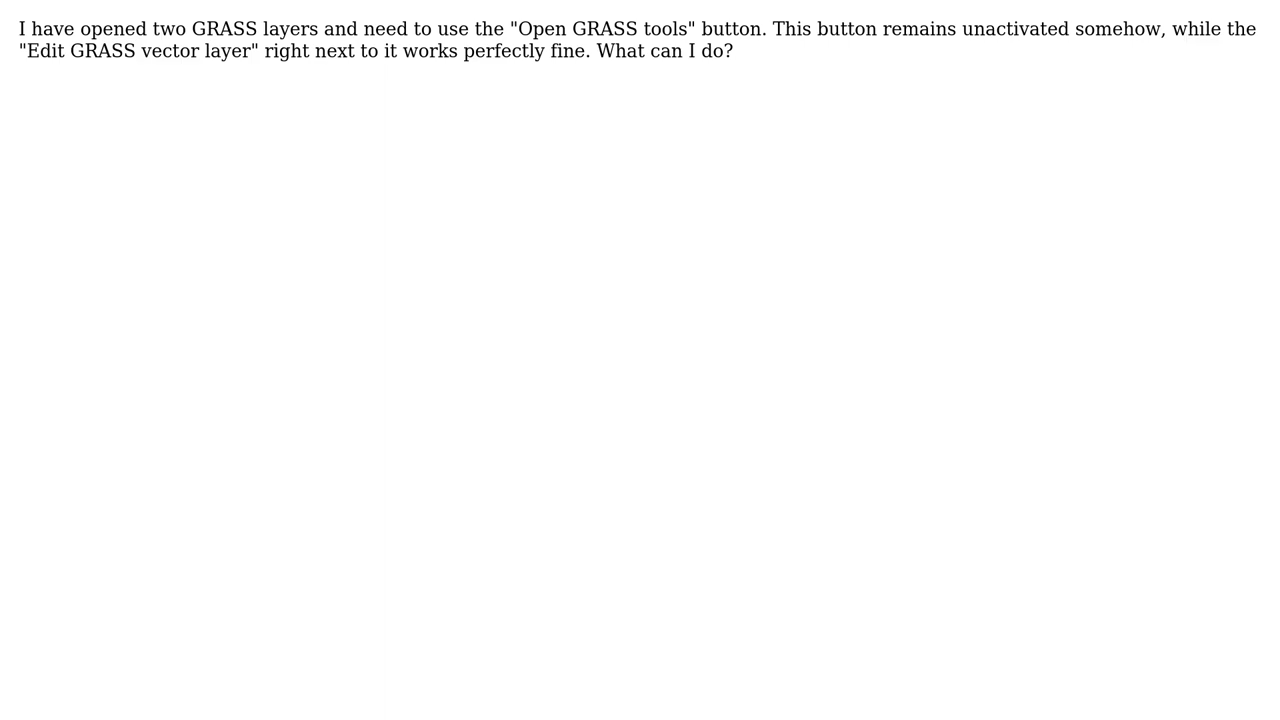 I have opened two GRASS layers and need to use the "Open GRASS tools" button. This button remains unactivated somehow, while the
"Edit GRASS vector layer" right next to it works perfectly fine. What can I do?